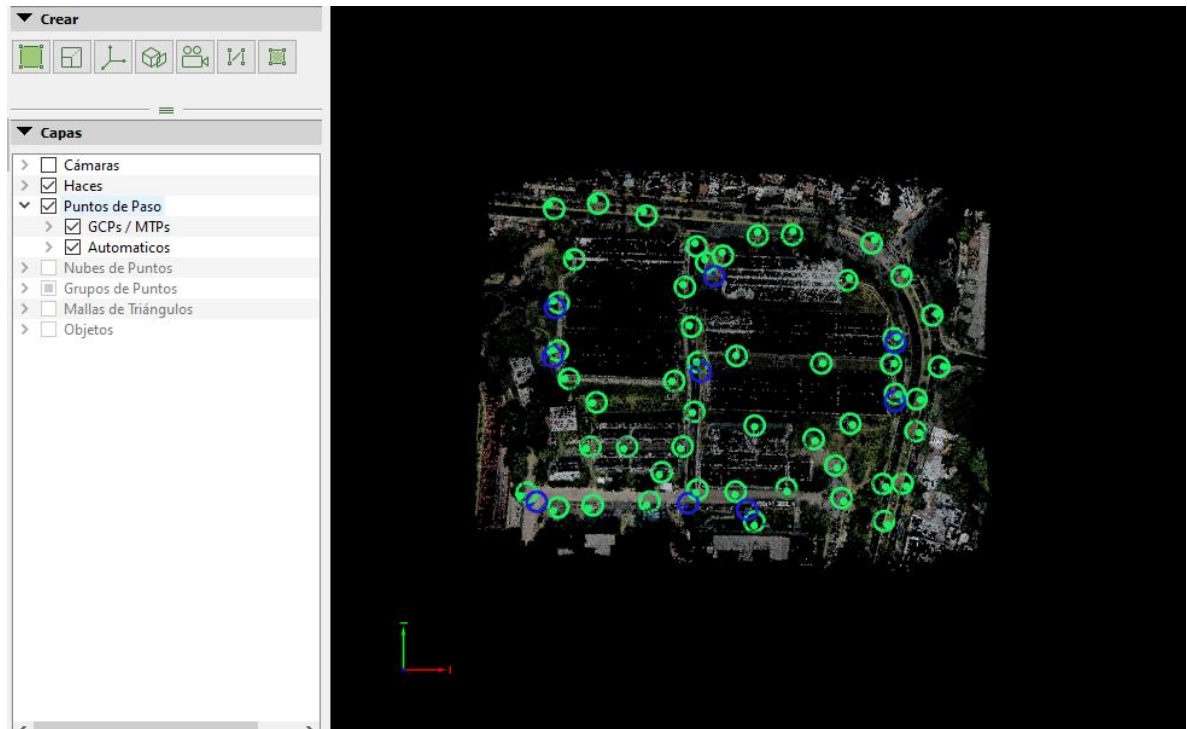 Crear
Capas
Cámaras
Haces
Puntos de Paso
GCPs / MTPs
Automaticos
Nubes de Puntos
Grupos de Puntos
Mallas de Triángulos
Objetos